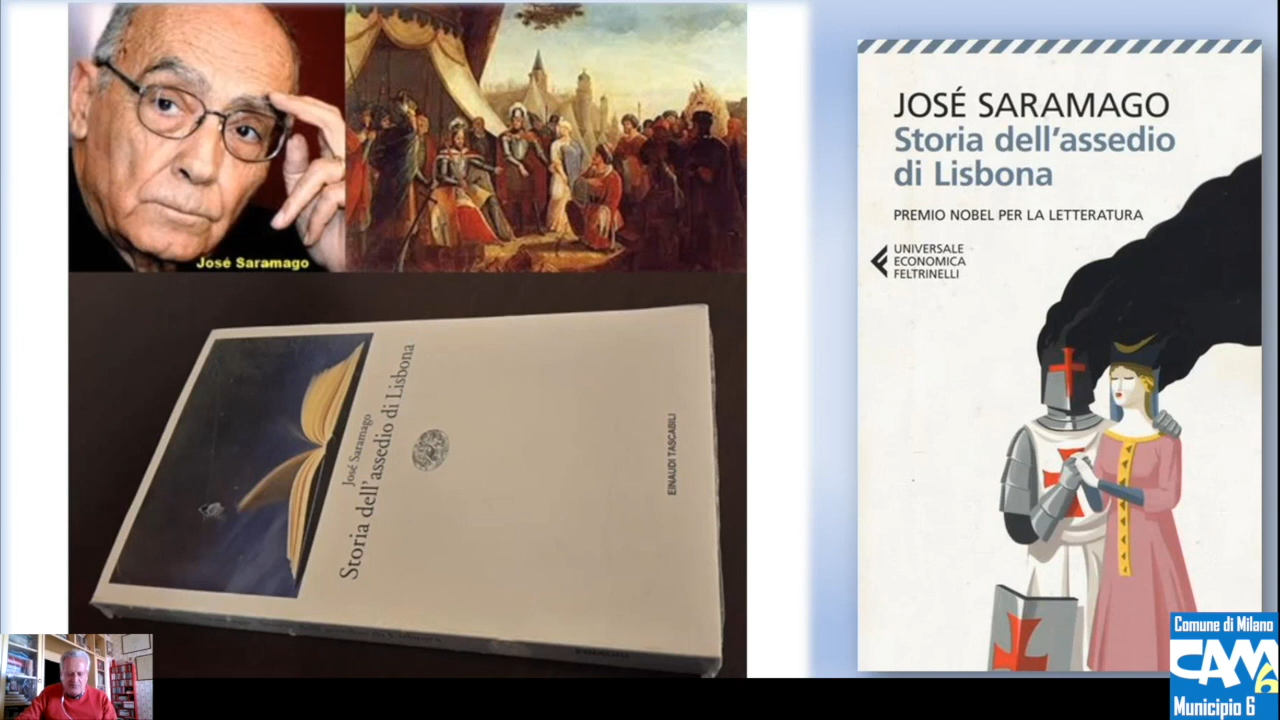 José Saramago
José Saramago
Storia dell'assedio di Lisbona
EINAUDI TASCABILI
JOSÉ SARAMAGO
Storia dell'assedio
di Lisbona
PREMIO NOBEL PER LA LETTERATURA
UNIVERSALE
ECONOMICA
FELTRINELLI
Comune di Milano
CAM
6
Municipio 6